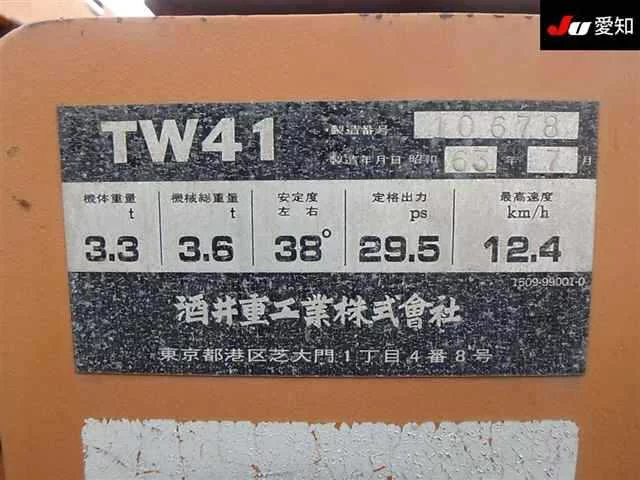 JU 愛知
TW41
製造番号 10678
製造年月日 昭和 63 年 7 月
機体重量 機械総重量 安定度 定格出力 最高速度
t t 左 右 ps km/h
3.3 3.6 38° 29.5 12.4
1509-99001-0
酒井重工業株式會社
東京都港区芝大門1丁目4番8号